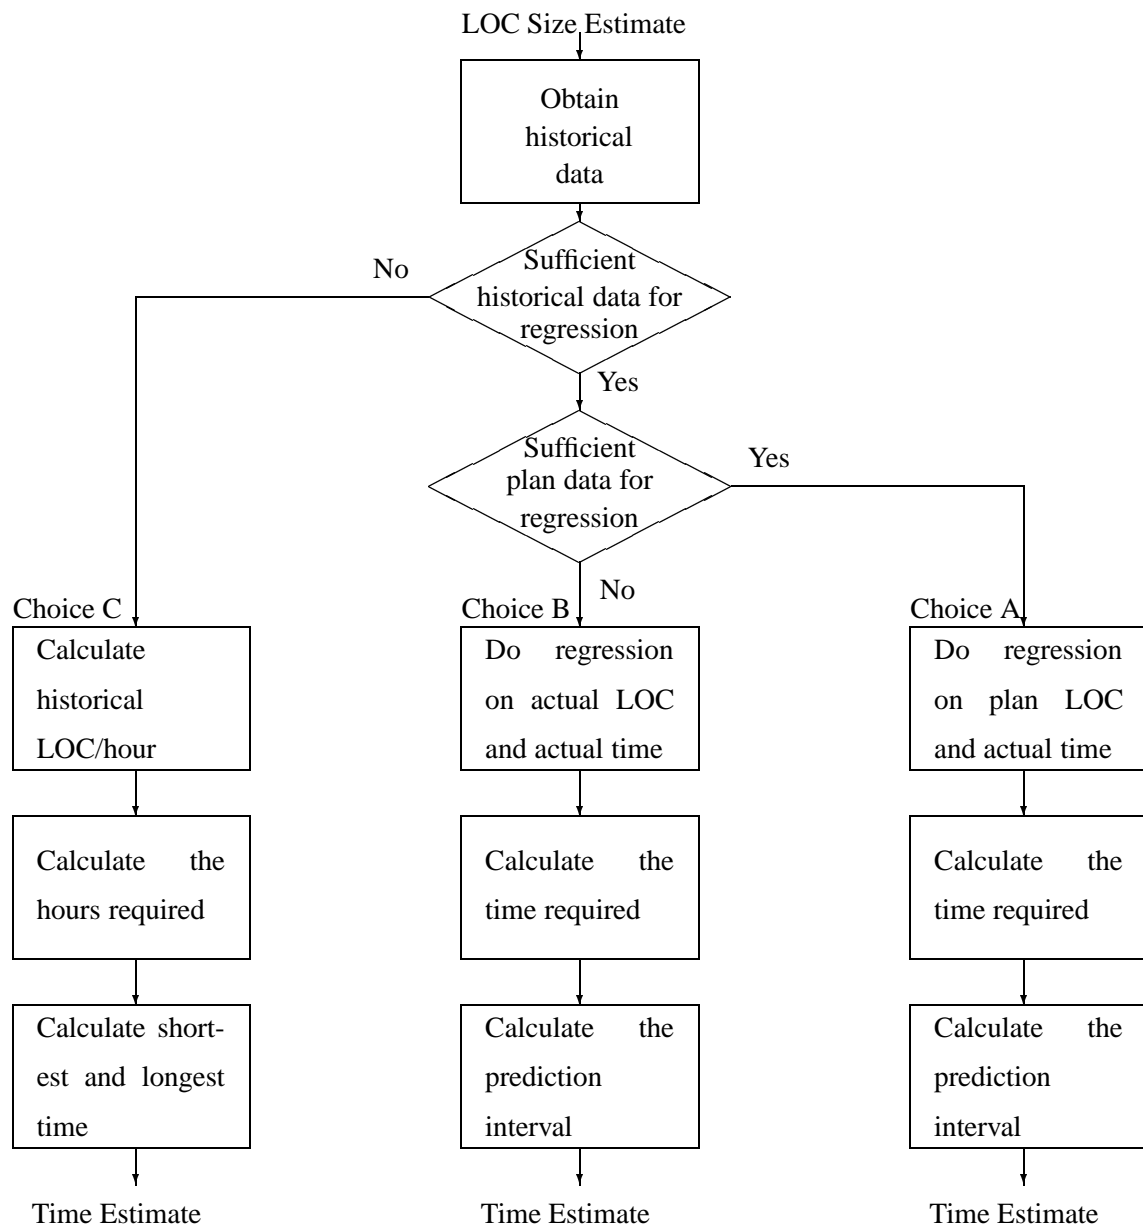 LOC Size Estimate
Obtain
historical
data
Sufficient
historical data for
regression
No
Yes
Sufficient
plan data for
regression
Yes
No
Choice C
Calculate
historical
LOC/hour
Calculate the
hours required
Calculate short-
est and longest
time
Time Estimate
Choice B
Do regression
on actual LOC
and actual time
Calculate the
time required
Calculate the
prediction
interval
Time Estimate
Choice A
Do regression
on plan LOC
and actual time
Calculate the
time required
Calculate the
prediction
interval
Time Estimate